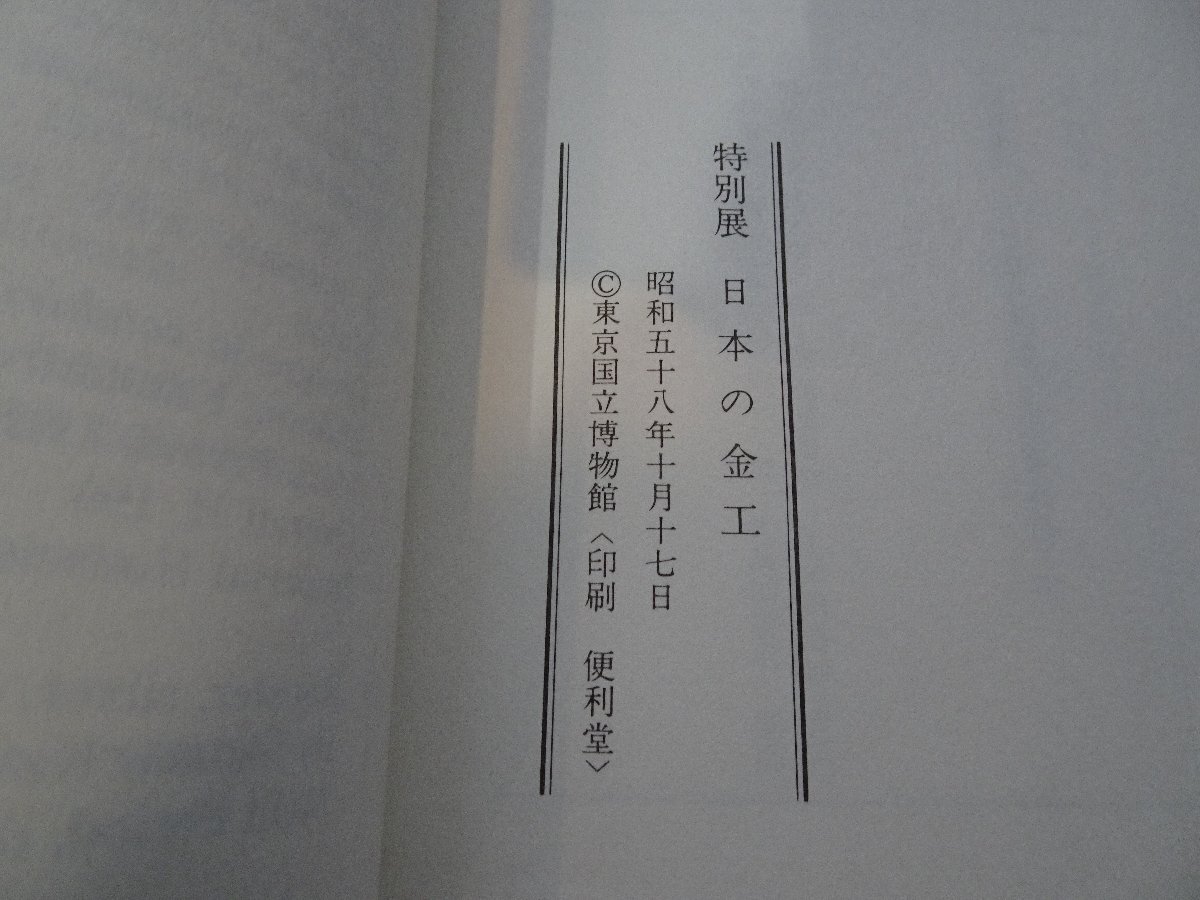 特別展 日本の金工
昭和五十八年十月十七日
©東京国立博物館〈印刷 便利堂〉